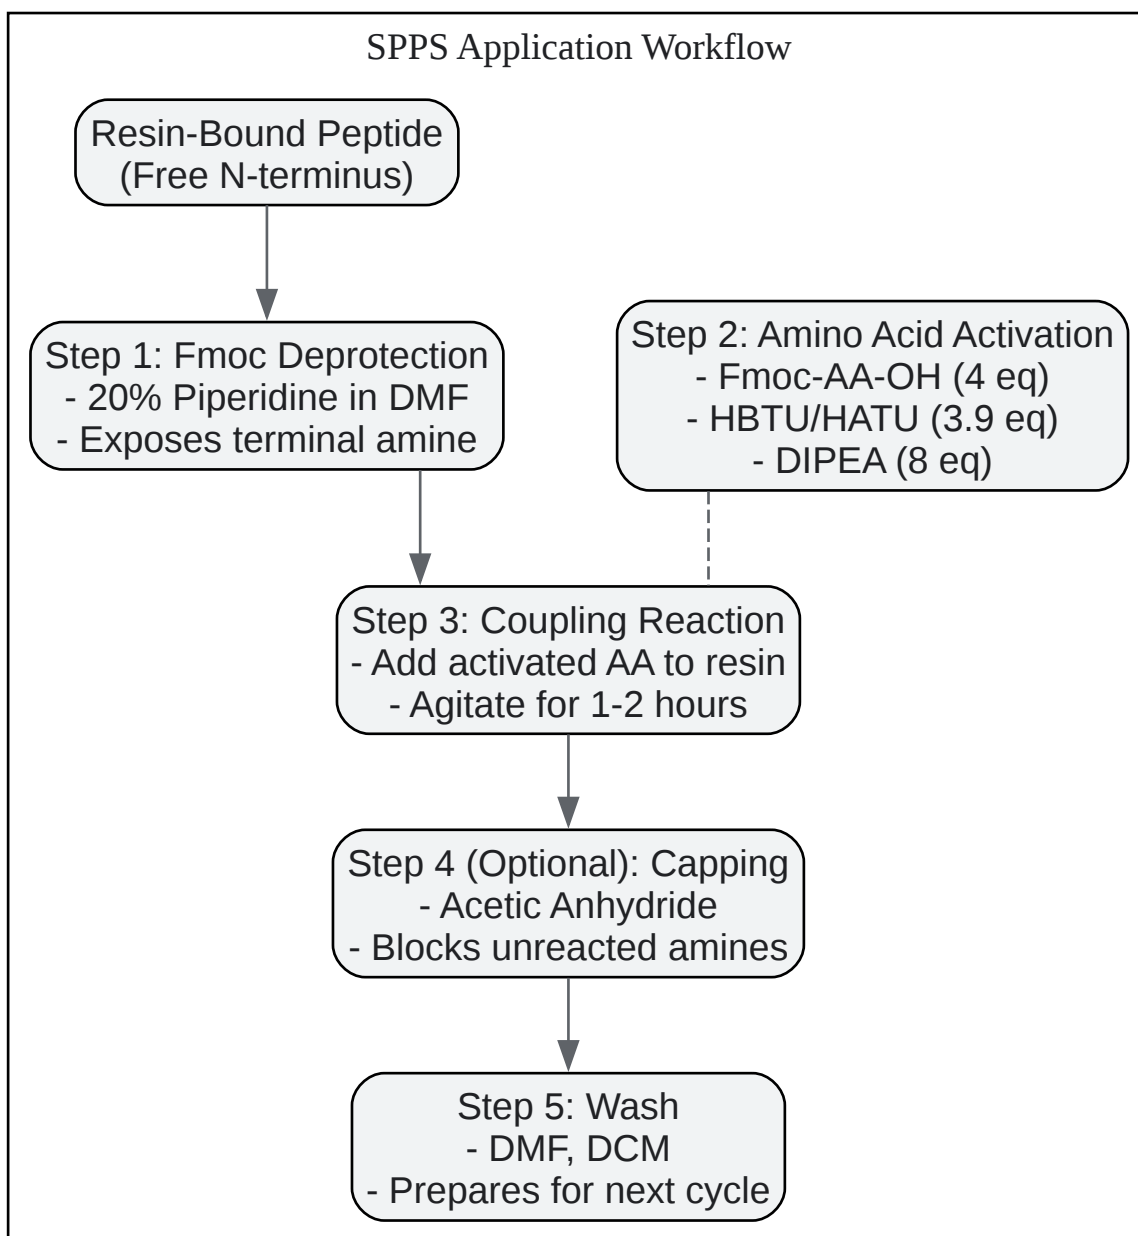 SPPS Application Workflow
Resin-Bound Peptide
(Free N-terminus)
Step 1: Fmoc Deprotection
- 20% Piperidine in DMF
- Exposes terminal amine
Step 2: Amino Acid Activation
- Fmoc-AA-OH (4 eq)
- HBTU/HATU (3.9 eq)
- DIPEA (8 eq)
Step 3: Coupling Reaction
- Add activated AA to resin
- Agitate for 1-2 hours
Step 4 (Optional): Capping
- Acetic Anhydride
- Blocks unreacted amines
Step 5: Wash
- DMF, DCM
- Prepares for next cycle